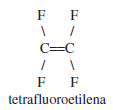 F F
\ /
C=C
/ \
F F
tetrafluoroetilena